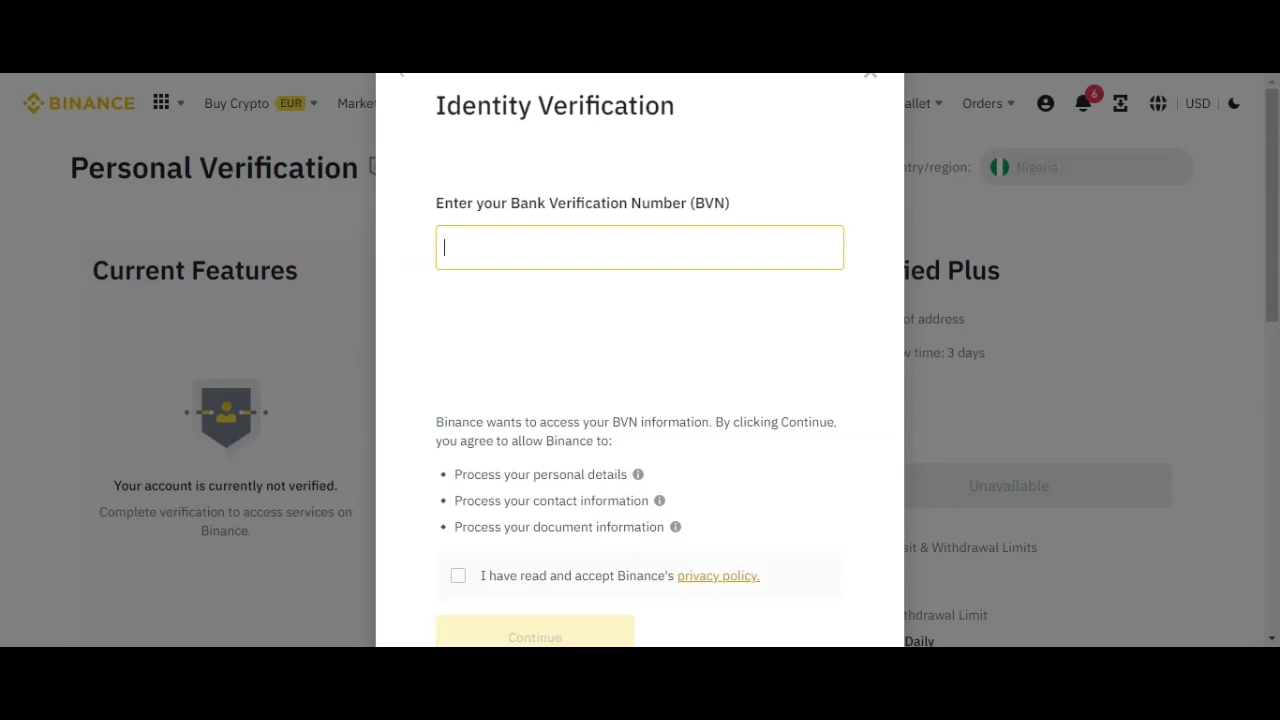 BINANCE
Buy Crypto EUR
Market
allet
Orders
6
USD
Personal Verification
ntry/region:
Nigeria
Identity Verification
Enter your Bank Verification Number (BVN)
Current Features
fied Plus
of address
w time: 3 days
Your account is currently not verified.
Complete verification to access services on
Binance.
Binance wants to access your BVN information. By clicking Continue,
you agree to allow Binance to:
• Process your personal details
• Process your contact information
• Process your document information
I have read and accept Binance's privacy policy.
Continue
Unavailable
sit & Withdrawal Limits
thdrawal Limit
Daily